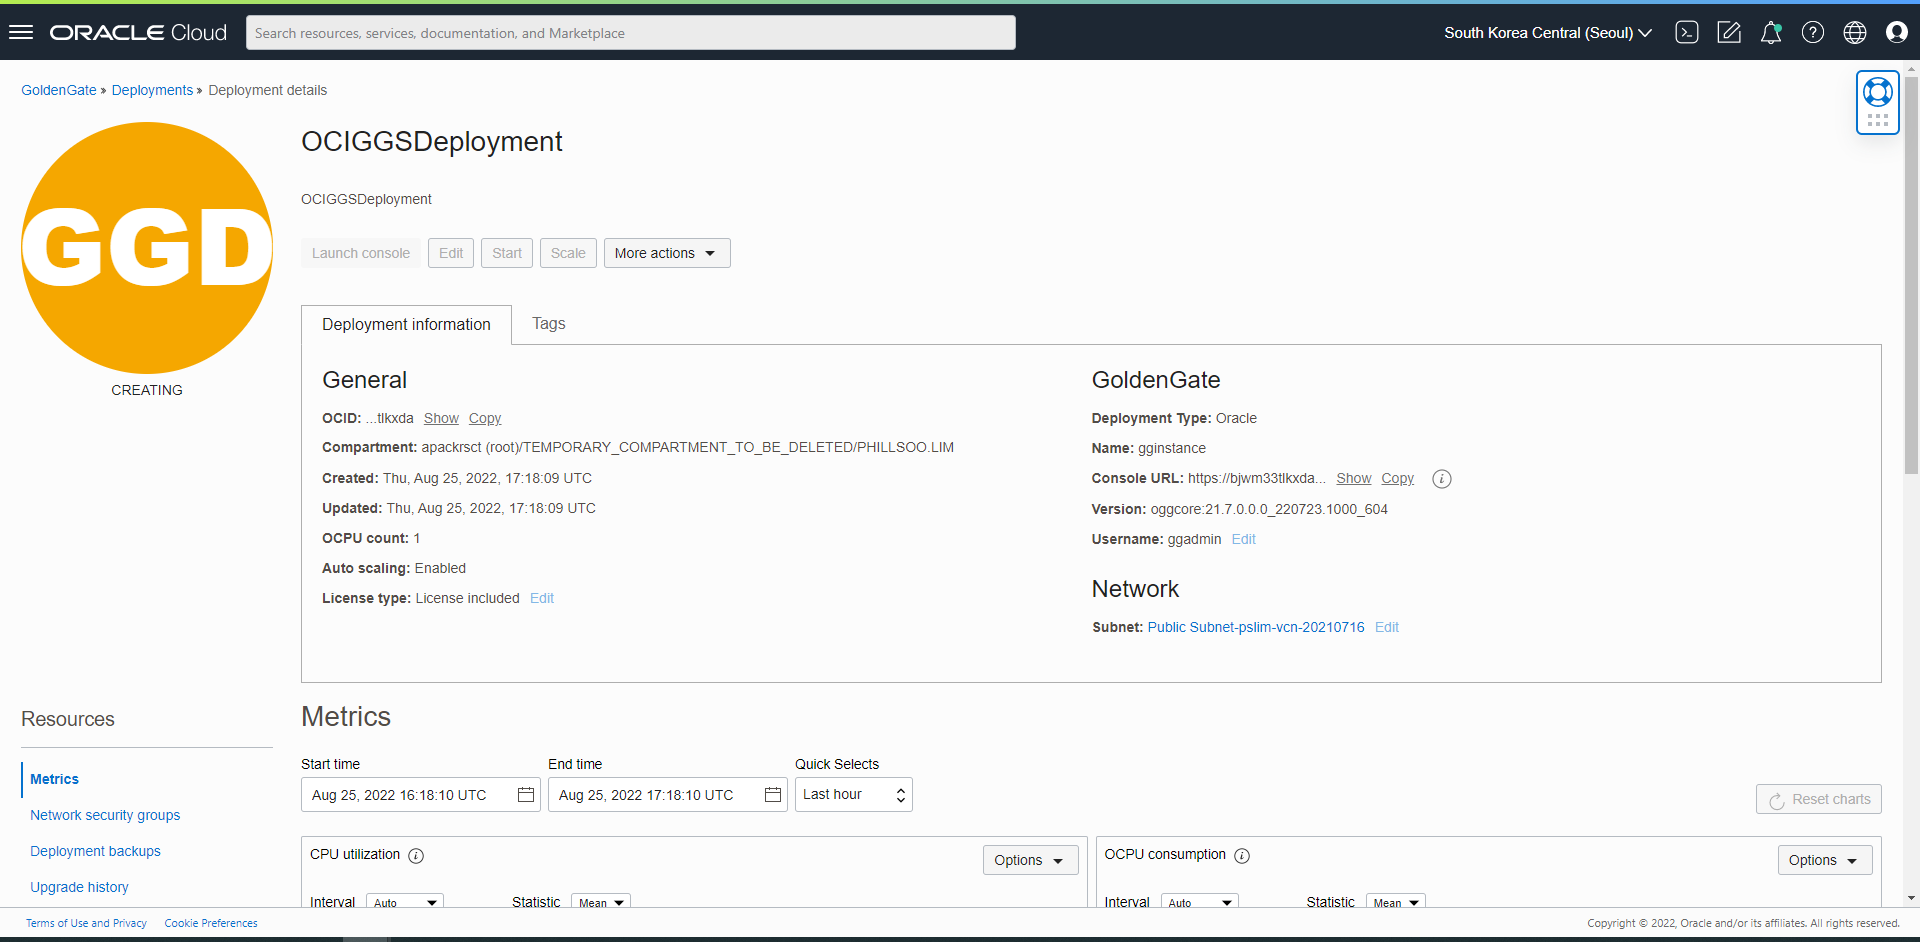 ORACLE Cloud
Search resources, services, documentation, and Marketplace
South Korea Central (Seoul)
GoldenGate » Deployments » Deployment details
GGD
CREATING
OCIGGSDeployment
OCIGGSDeployment
Launch console
Edit
Start
Scale
More actions
Deployment information
Tags
General
OCID: ...tlkxda Show Copy
Compartment: apackrsct (root)/TEMPORARY_COMPARTMENT_TO_BE_DELETED/PHILLSOO.LIM
Created: Thu, Aug 25, 2022, 17:18:09 UTC
Updated: Thu, Aug 25, 2022, 17:18:09 UTC
OCPU count: 1
Auto scaling: Enabled
License type: License included Edit
GoldenGate
Deployment Type: Oracle
Name: gginstance
Console URL: https://bjwm33tlkxda... Show Copy
Version: oggcore:21.7.0.0.0_220723.1000_604
Username: ggadmin Edit
Network
Subnet: Public Subnet-pslim-vcn-20210716 Edit
Resources
Metrics
Network security groups
Deployment backups
Upgrade history
Metrics
Start time
Aug 25, 2022 16:18:10 UTC
End time
Aug 25, 2022 17:18:10 UTC
Quick Selects
Last hour
Reset charts
CPU utilization
Options
Interval Auto
Statistic Mean
OCPU consumption
Options
Interval Auto
Statistic Mean
Terms of Use and Privacy
Cookie Preferences
Copyright © 2022, Oracle and/or its affiliates. All rights reserved.